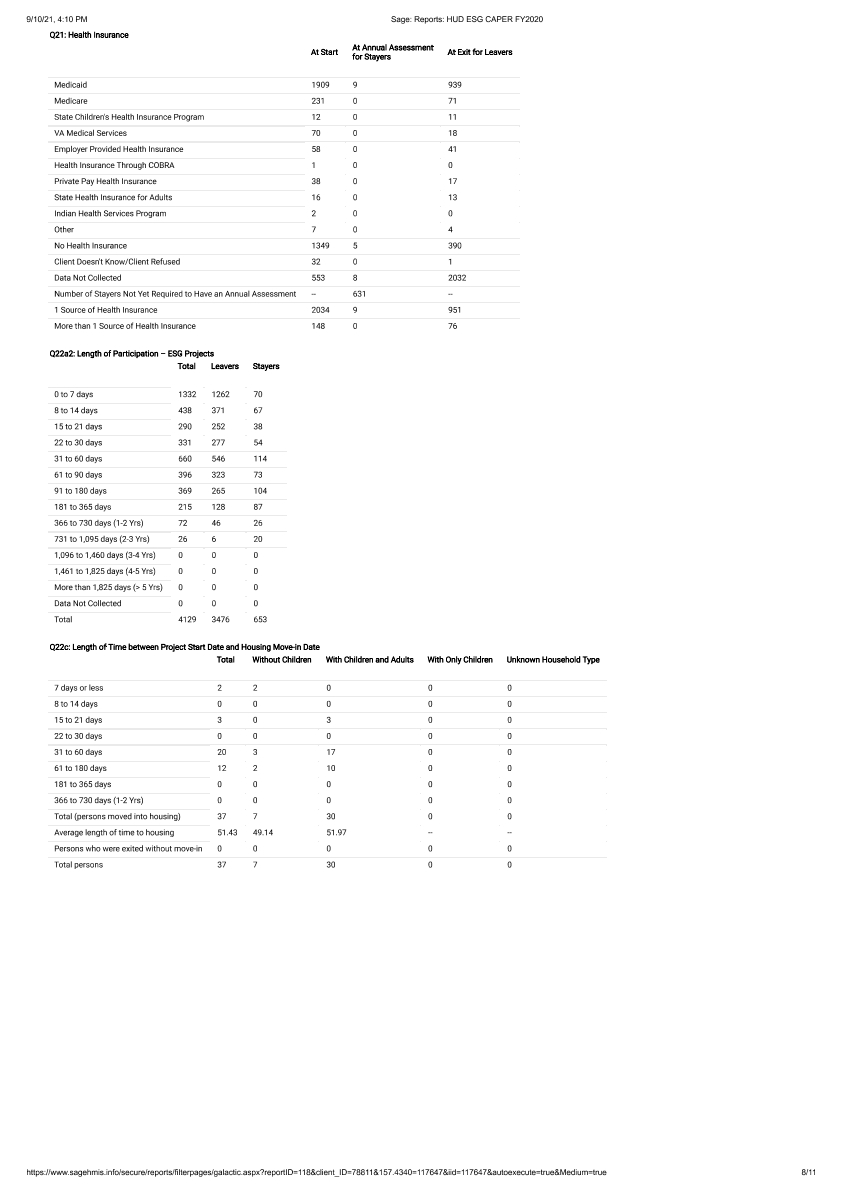 9/10/21, 4:10 PM Sage: Reports: HUD ESG CAPER FY2020
Q21: Health Insurance
At Start At Annual Assessment for Stayers At Exit for Leavers
Medicaid 1909 9 939
Medicare 231 0 71
State Children's Health Insurance Program 12 0 11
VA Medical Services 70 0 18
Employer Provided Health Insurance 58 0 41
Health Insurance Through COBRA 1 0 0
Private Pay Health Insurance 38 0 17
State Health Insurance for Adults 16 0 13
Indian Health Services Program 2 0 0
Other 7 0 4
No Health Insurance 1349 5 390
Client Doesn't Know/Client Refused 32 0 1
Data Not Collected 553 8 2032
Number of Stayers Not Yet Required to Have an Annual Assessment – 631 –
1 Source of Health Insurance 2034 9 951
More than 1 Source of Health Insurance 148 0 76
Q22a2: Length of Participation – ESG Projects
Total Leavers Stayers
0 to 7 days 1332 1262 70
8 to 14 days 438 371 67
15 to 21 days 290 252 38
22 to 30 days 331 277 54
31 to 60 days 660 546 114
61 to 90 days 396 323 73
91 to 180 days 369 265 104
181 to 365 days 215 128 87
366 to 730 days (1-2 Yrs) 72 46 26
731 to 1,095 days (2-3 Yrs) 26 6 20
1,096 to 1,460 days (3-4 Yrs) 0 0 0
1,461 to 1,825 days (4-5 Yrs) 0 0 0
More than 1,825 days (> 5 Yrs) 0 0 0
Data Not Collected 0 0 0
Total 4129 3476 653
Q22c: Length of Time between Project Start Date and Housing Move-in Date
Total Without Children With Children and Adults With Only Children Unknown Household Type
7 days or less 2 2 0 0 0
8 to 14 days 0 0 0 0 0
15 to 21 days 3 0 3 0 0
22 to 30 days 0 0 0 0 0
31 to 60 days 20 3 17 0 0
61 to 180 days 12 2 10 0 0
181 to 365 days 0 0 0 0 0
366 to 730 days (1-2 Yrs) 0 0 0 0 0
Total (persons moved into housing) 37 7 30 0 0
Average length of time to housing 51.43 49.14 51.97 – –
Persons who were exited without move-in 0 0 0 0 0
Total persons 37 7 30 0 0
https://www.sagehmis.info/secure/reports/filterpages/galactic.aspx?reportID=118&client_ID=78811&157.4340=117647&iid=117647&autoexecute=true&Medium=true 8/11